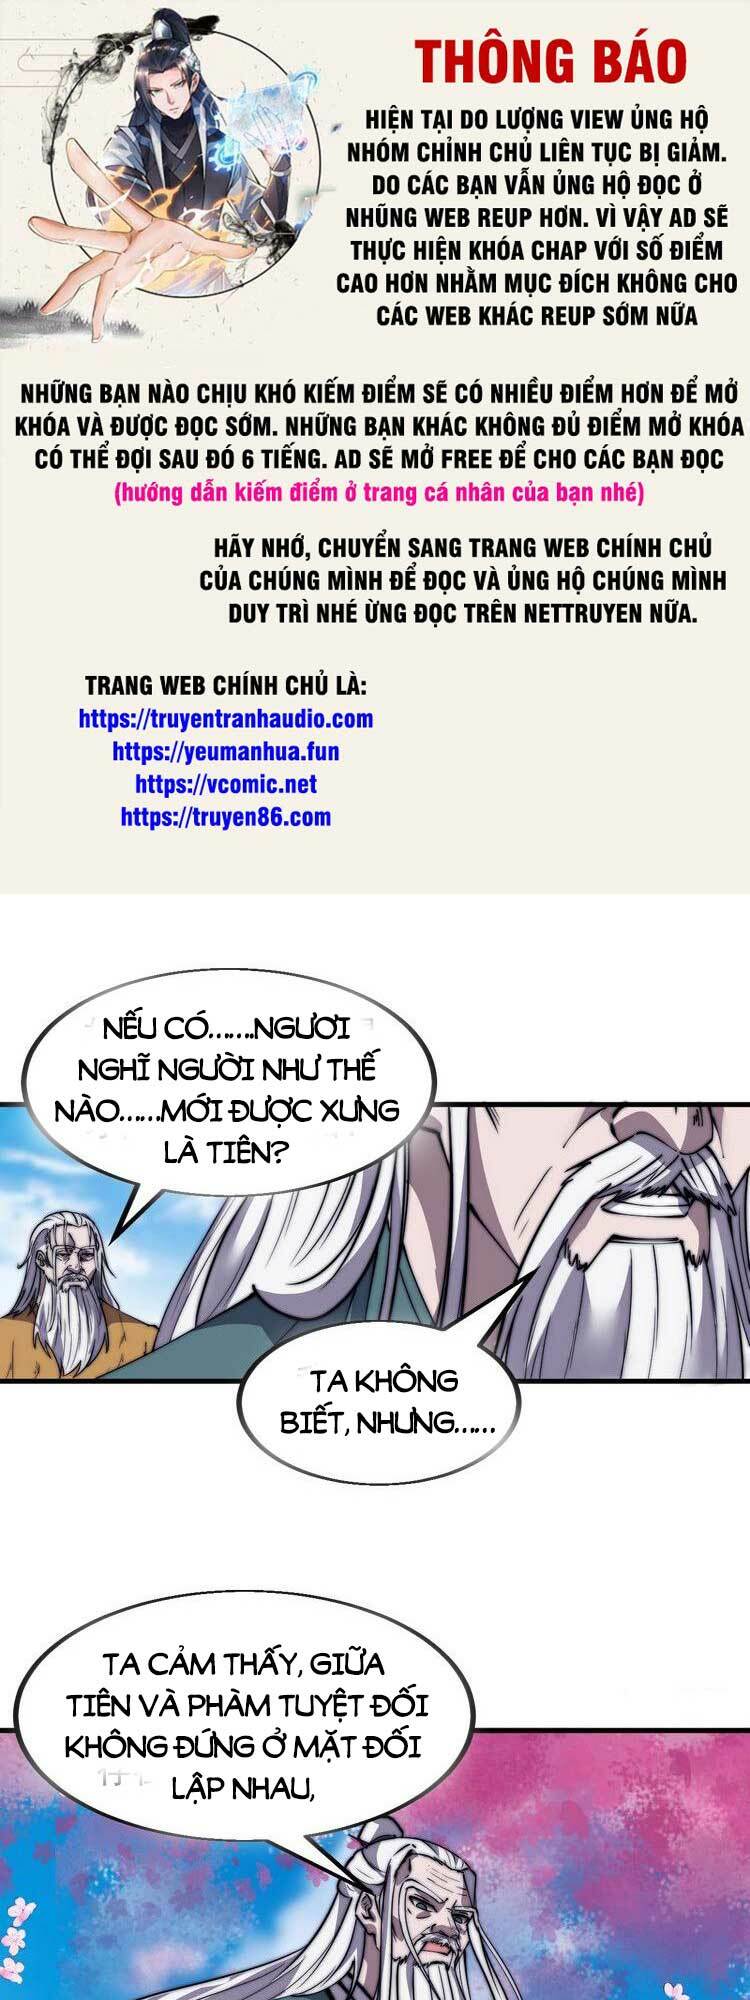 THÔNG BÁO
HIỆN TẠI DO LƯỢNG VIEW ỦNG HỘ
NHÓM CHỈNH CHỦ LIÊN TỤC BỊ GIẢM.
DO CÁC BẠN VẪN ỦNG HỘ ĐỌC Ở
NHŨNG WEB REUP HƠN. VÌ VẬY AD SẼ
THỰC HIỆN KHÓA CHAP VỚI SỐ ĐIỂM
CAO HƠN NHẰM MỤC ĐÍCH KHÔNG CHO
CÁC WEB KHÁC REUP SỚM NỮA
NHỮNG BẠN NÀO CHỊU KHÓ KIẾM ĐIỂM SẼ CÓ NHIỀU ĐIỂM HƠN ĐỂ MỞ
KHÓA VÀ ĐƯỢC ĐỌC SỚM. NHỮNG BẠN KHÁC KHÔNG ĐỦ ĐIỂM MỞ KHÓA
CÓ THỂ ĐỢI SAU ĐÓ 6 TIẾNG. AD SẼ MỞ FREE ĐỂ CHO CÁC BẠN ĐỌC
(hướng dẫn kiếm điểm ở trang cá nhân của bạn nhé)
HÃY NHỚ, CHUYỂN SANG TRANG WEB CHÍNH CHỦ
CỦA CHÚNG MÌNH ĐỂ ĐỌC VÀ ỦNG HỘ CHÚNG MÌNH
DUY TRÌ NHÉ ỪNG ĐỌC TRÊN NETTRUYEN NỮA.
TRANG WEB CHÍNH CHỦ LÀ:
https://truyentranhaudio.com
https://yeumanhua.fun
https://vcomic.net
https://truyen86.com
NẾU CÓ.......NGƯƠI
NGHĨ NGƯỜI NHƯ THẾ
NÀO......MỚI ĐƯỢC XƯNG
LÀ TIÊN?
TA KHÔNG
BIẾT, NHƯNG......
TA CẢM THẤY, GIỮA
TIÊN VÀ PHÀM TUYỆT ĐỐI
KHÔNG ĐỨNG Ở MẶT ĐỐI
LẬP NHAU,